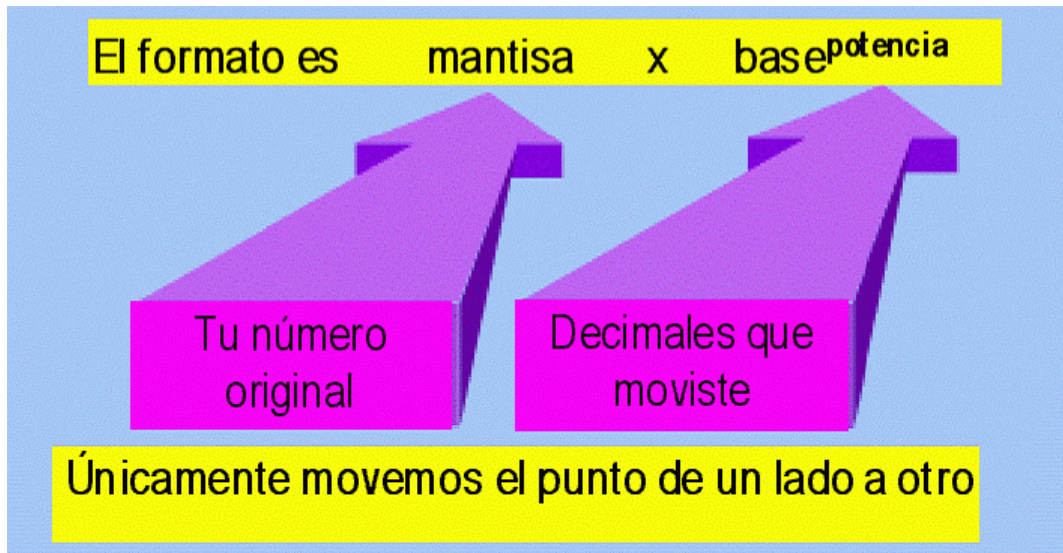 El formato es mantisa x base^potencia
Tu número
original
Decimales que
moviste
Únicamente movemos el punto de un lado a otro